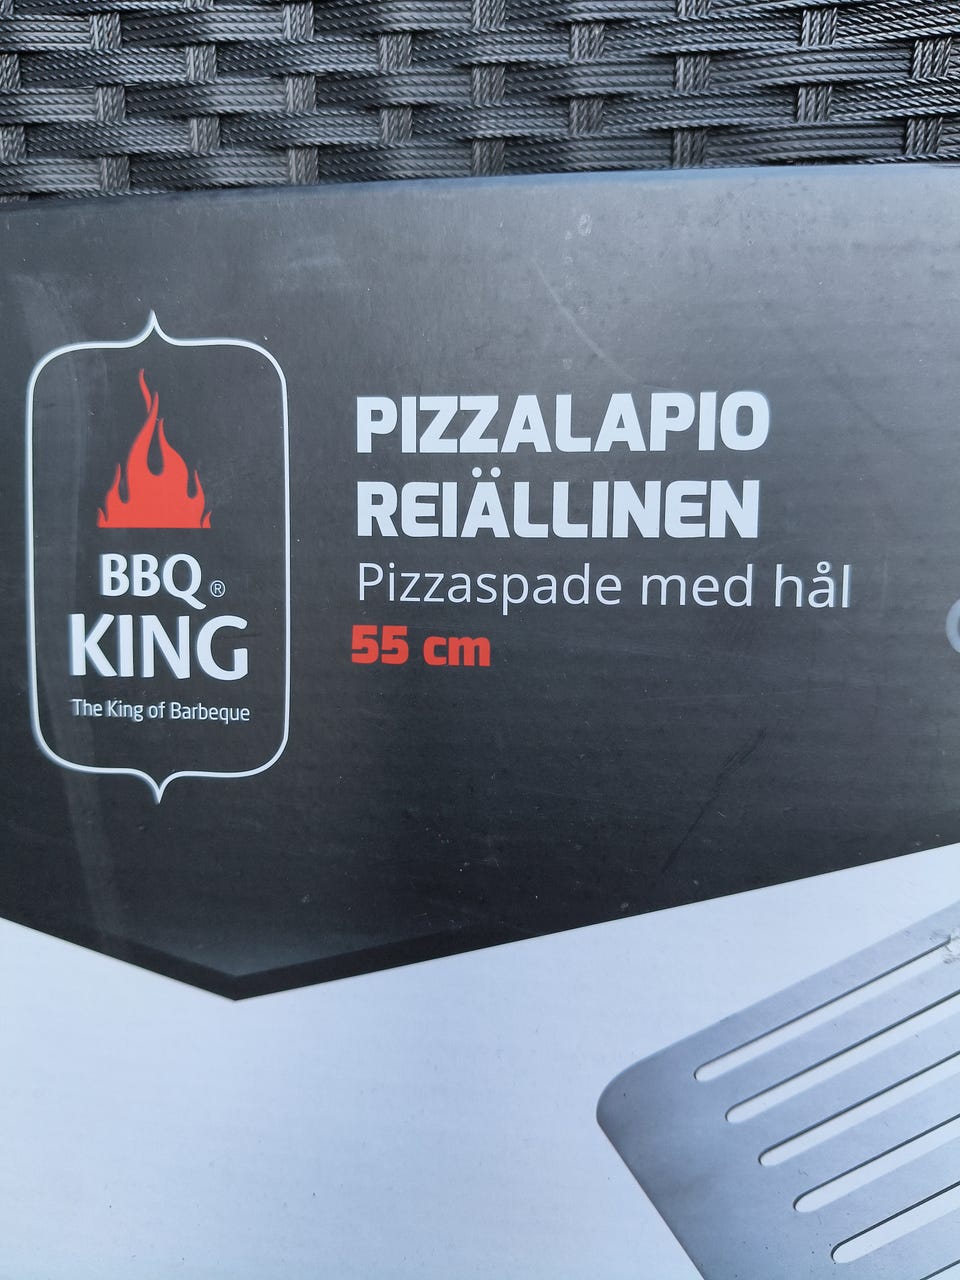 BBQ ®
KING
The King of Barbeque
PIZZALAPIO
REIÄLLINEN
Pizzaspade med hål
55 cm